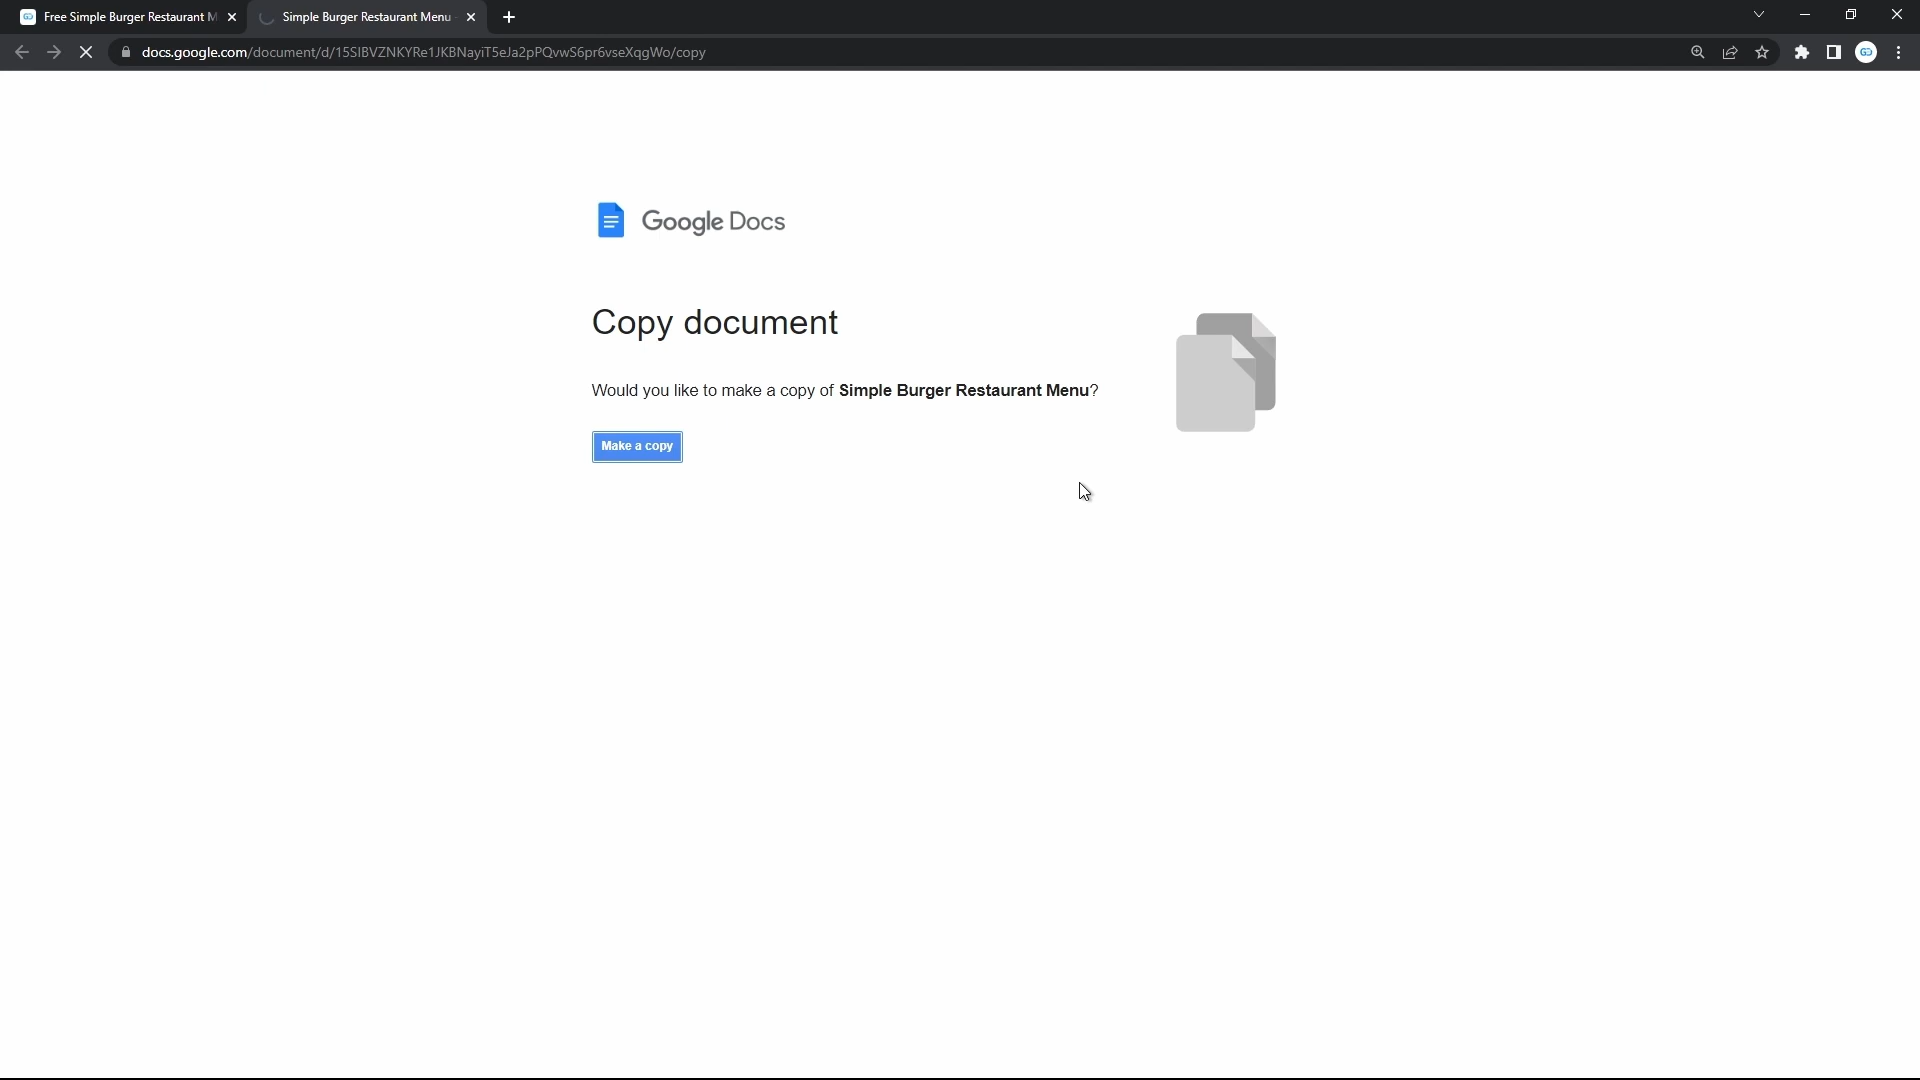 Free Simple Burger Restaurant M
Simple Burger Restaurant Menu
docs.google.com/document/d/15SIBVZNKYRe1JKBNayiT5eJa2pPQvwS6pr6vseXqgWo/copy
Google Docs
Copy document
Would you like to make a copy of Simple Burger Restaurant Menu?
Make a copy